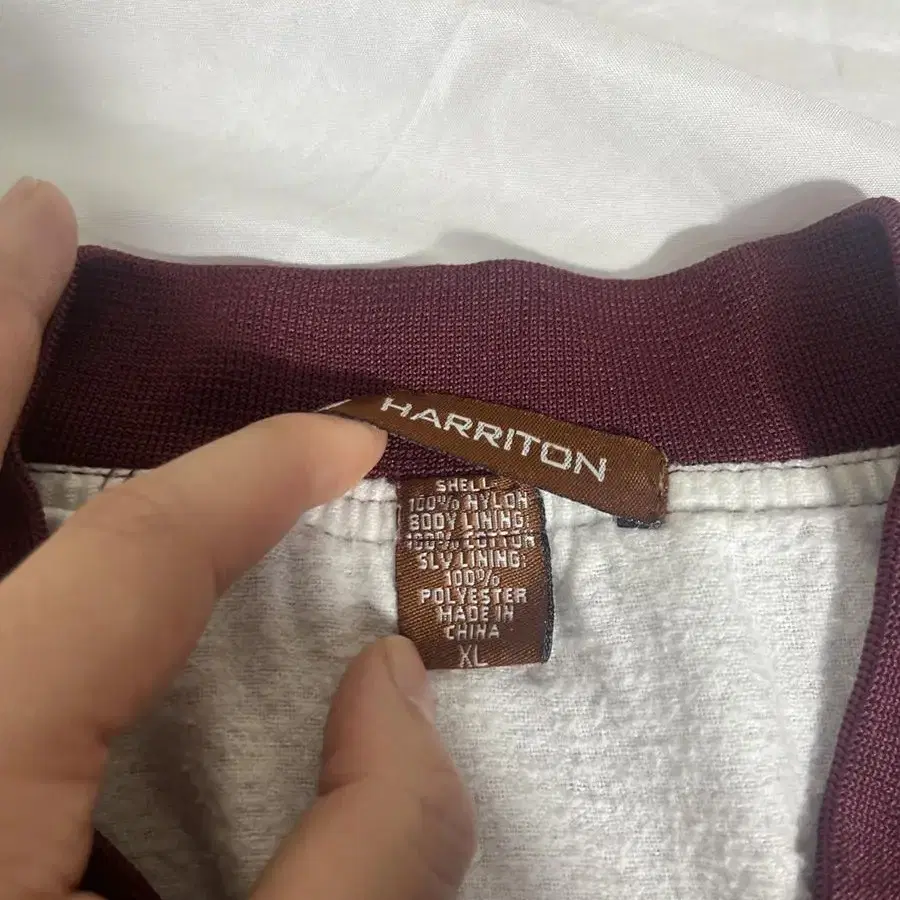 HARRITON
SHELL:
100% NYLON
BODY LINING:
100% COTTON
SLV LINING:
100%
POLYESTER
MADE IN
CHINA
XL